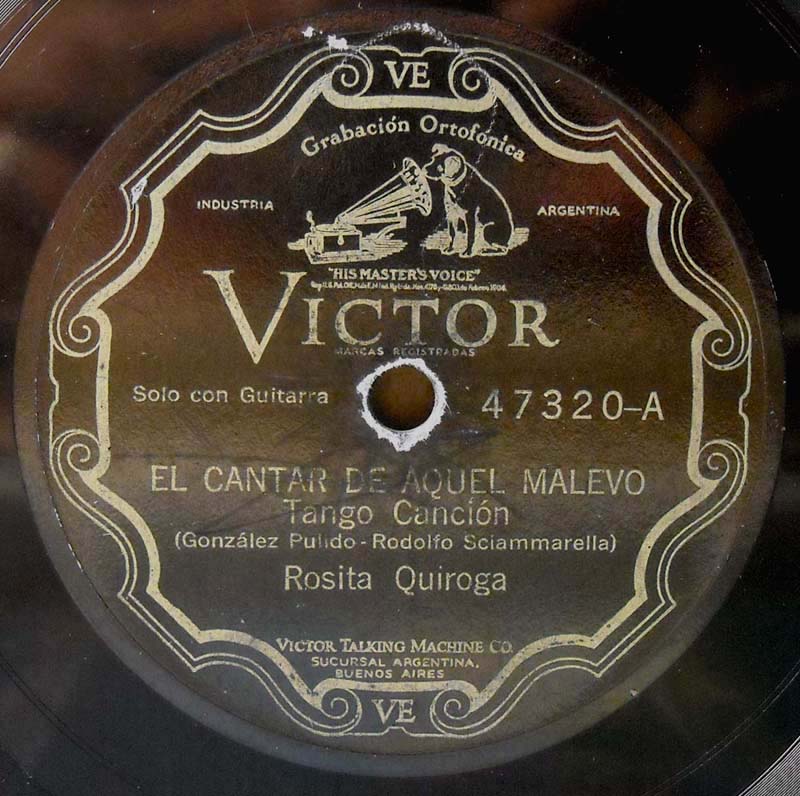 VE
Grabación Ortofónica
INDUSTRIA
ARGENTINA
"HIS MASTER'S VOICE"
VICTOR
MARCAS REGISTRADAS
Solo con Guitarra
47320-A
EL CANTAR DE AQUEL MALEVO
Tango Canción
(González Pulido-Rodolfo Sciammarella)
Rosita Quiroga
VICTOR TALKING MACHINE CO.
SUCURSAL ARGENTINA,
BUENOS AIRES
VE